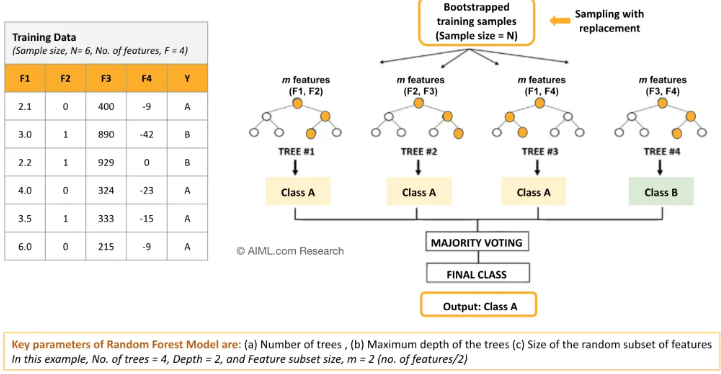 Training Data
(Sample size, N= 6, No. of features, F = 4)
F1 F2 F3 F4 Y
2.1 0 400 -9 A
3.0 1 890 -42 B
2.2 1 929 0 B
4.0 0 324 -23 A
3.5 1 333 -15 A
6.0 0 215 -9 A
Bootstrapped
training samples
(Sample size = N)
Sampling with
replacement
m features
(F1, F2)
m features
(F2, F3)
m features
(F1, F4)
m features
(F3, F4)
TREE #1
TREE #2
TREE #3
TREE #4
Class A
Class A
Class A
Class B
© AIML.com Research
MAJORITY VOTING
FINAL CLASS
Output: Class A
Key parameters of Random Forest Model are: (a) Number of trees , (b) Maximum depth of the trees (c) Size of the random subset of features
In this example, No. of trees = 4, Depth = 2, and Feature subset size, m = 2 (no. of features/2)